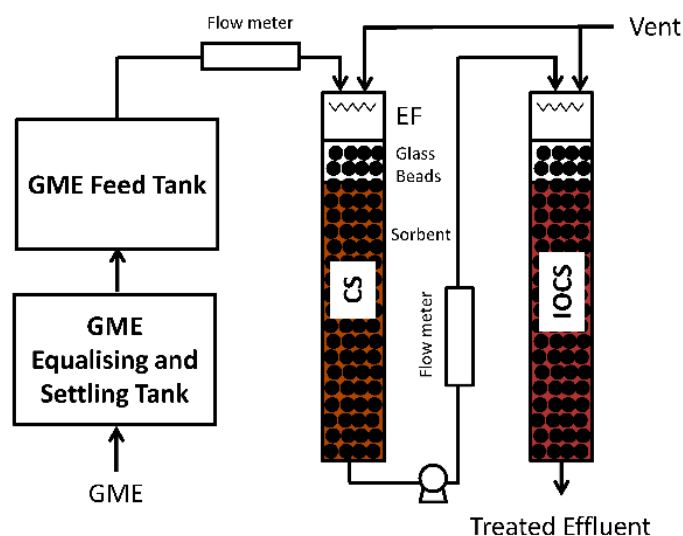 Flow meter
Vent
EF
Glass
Beads
GME Feed Tank
Sorbent
CS
IOCS
Flow meter
GME
Equalising and
Settling Tank
GME
Treated Effluent